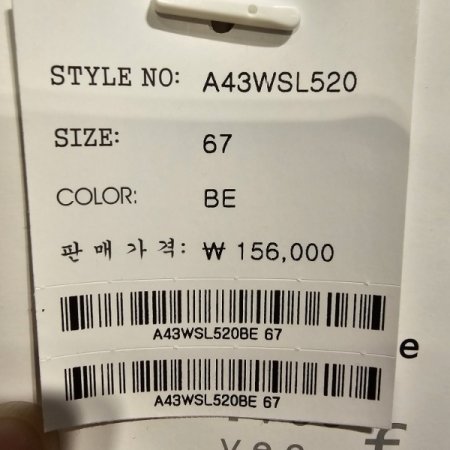 STYLE NO: A43WSL520
SIZE: 67
COLOR: BE
판매가격: ₩ 156,000
A43WSL520BE 67
e
A43WSL520BE 67